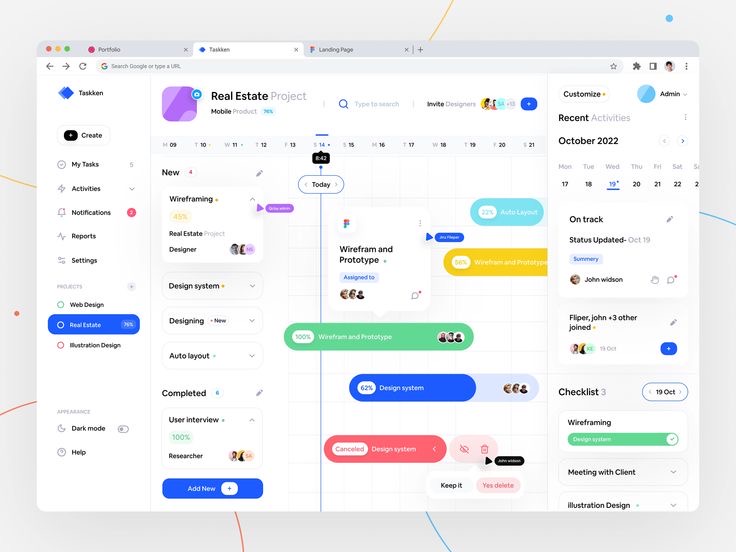 Portfolio
Taskken
Landing Page
Search Google or type a URL
Taskken
Create
My Tasks 5
Activities
Notifications 2
Reports
Settings
PROJECTS
Web Design
Real Estate 76%
Illustration Design
APPEARANCE
Dark mode
Help
Real Estate Project
Mobile Product 76%
Type to search
Invite Designers
SA +13
M 09 T 10 W 11 T 12 F 13 S 14 S 15 M 16 T 17 W 18 T 19 F 20 S 21
8:42
Today
New 4
Wireframing
45%
Real Estate Project
Designer
NS
Design system
Designing New
Auto layout
Completed 6
User interview
100%
Researcher
SA
Add New
Wirefram and
Prototype
Assigned to
Jinz Flieper
22% Auto Layout
56% Wirefram and Prototype
100% Wirefram and Prototype
62% Design system
Canceled Design system
John widson
Keep it
Yes delete
Customize
Admin
Recent Activities
October 2022
Mon Tue Wed Thu Fri Sat Su
17 18 19 20 21 22 2
On track
Status Updated- Oct 19
Summery
John widson
Fliper, john +3 other
joined
19 Oct
Checklist 3
19 Oct
Wireframing
Design system
Meeting with Client
illustration Design